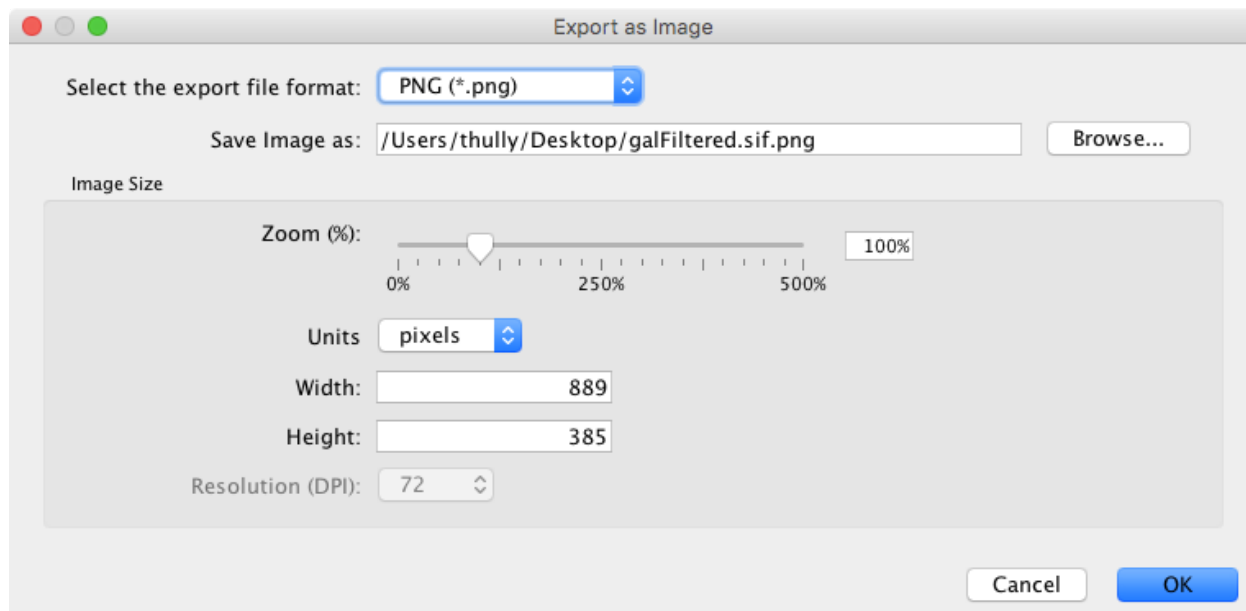 Export as Image
Select the export file format: PNG (*.png)
Save Image as: /Users/thully/Desktop/galFiltered.sif.png Browse...
Image Size
Zoom (%): 100%
0% 250% 500%
Units pixels
Width: 889
Height: 385
Resolution (DPI): 72
Cancel OK